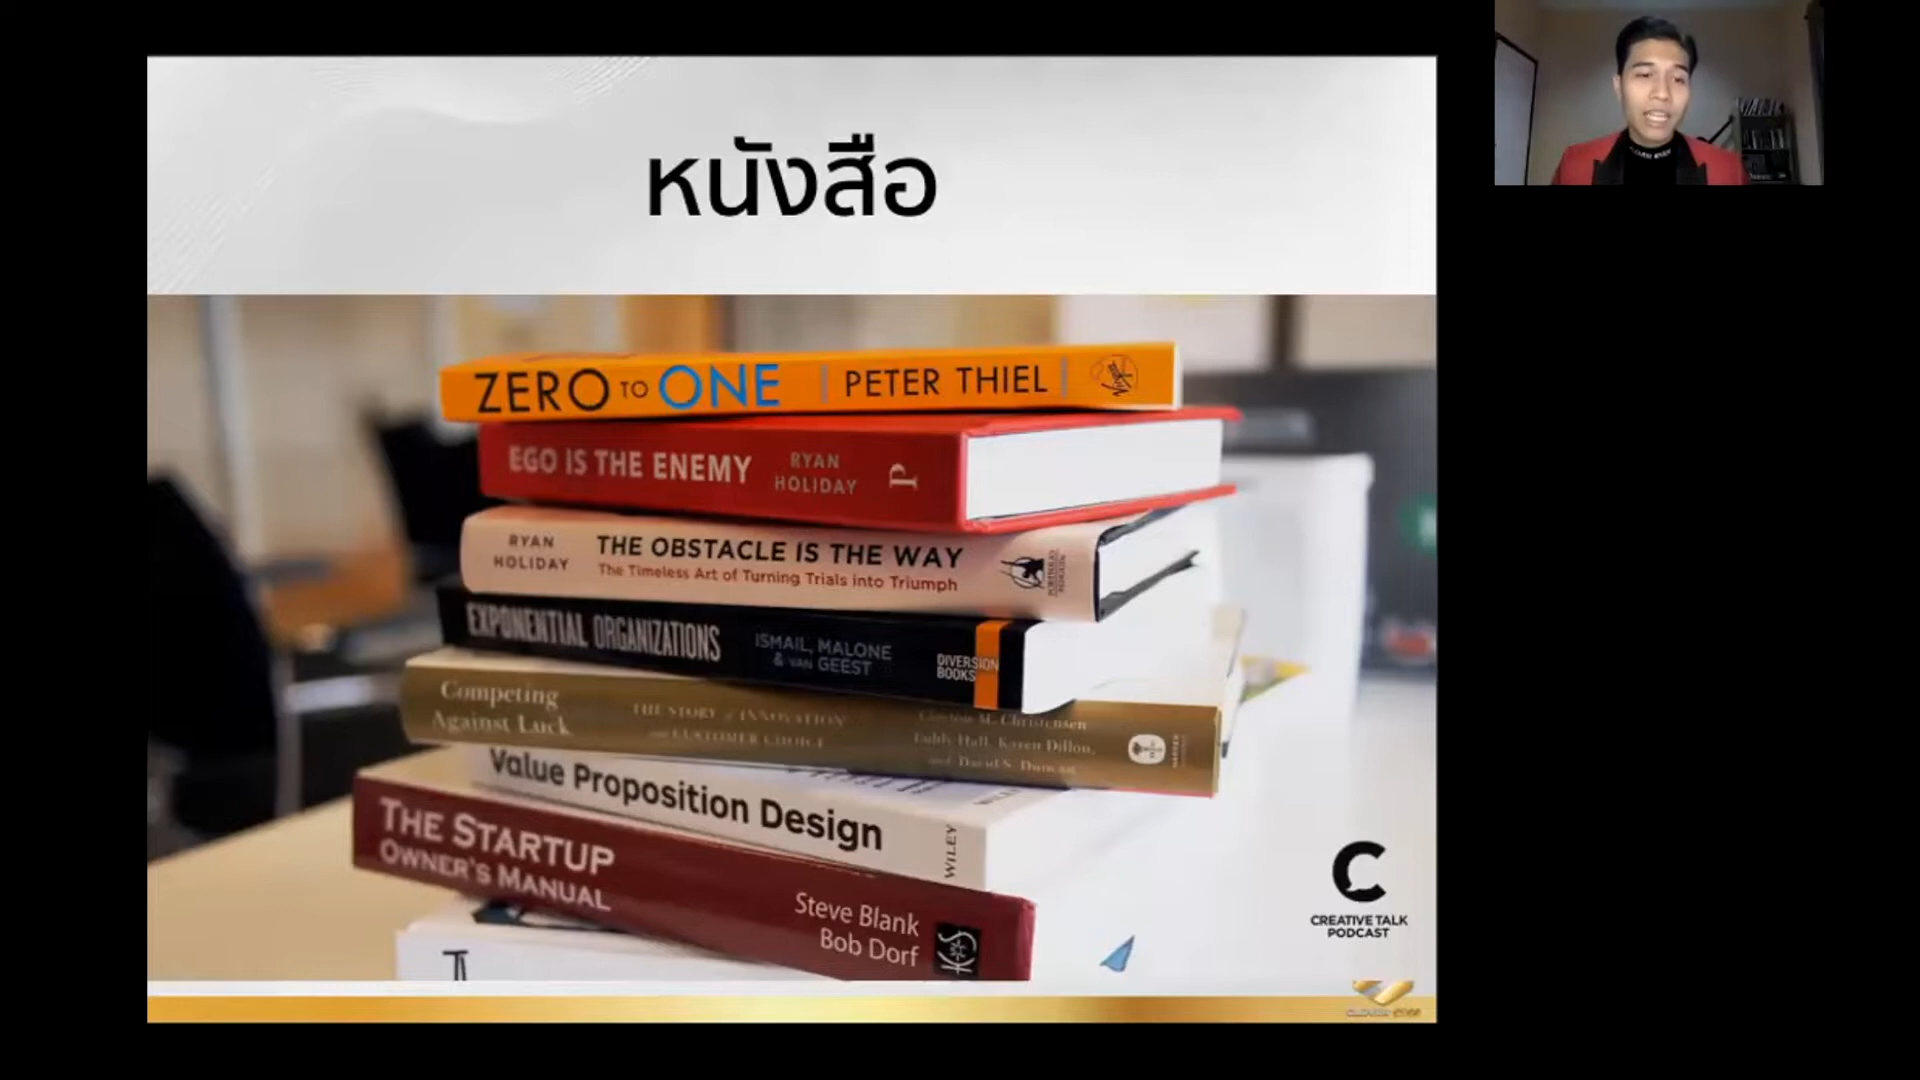 หนังสือ
ZERO TO ONE | PETER THIEL |
EGO IS THE ENEMY RYAN HOLIDAY P
RYAN HOLIDAY THE OBSTACLE IS THE WAY
The Timeless Art of Turning Trials into Triumph
EXPONENTIAL ORGANIZATIONS ISMAIL, MALONE & VAN GEEST DIVERSION BOOKS
Competing Against Luck
THE STORY of INNOVATION and CUSTOMER CHOICE
Clayton M. Christensen
Taddy Hall, Karen Dillon,
and David S. Duncan
Value Proposition Design WILEY
THE STARTUP
OWNER'S MANUAL
Steve Blank
Bob Dorf
K&S
C
CREATIVE TALK
PODCAST